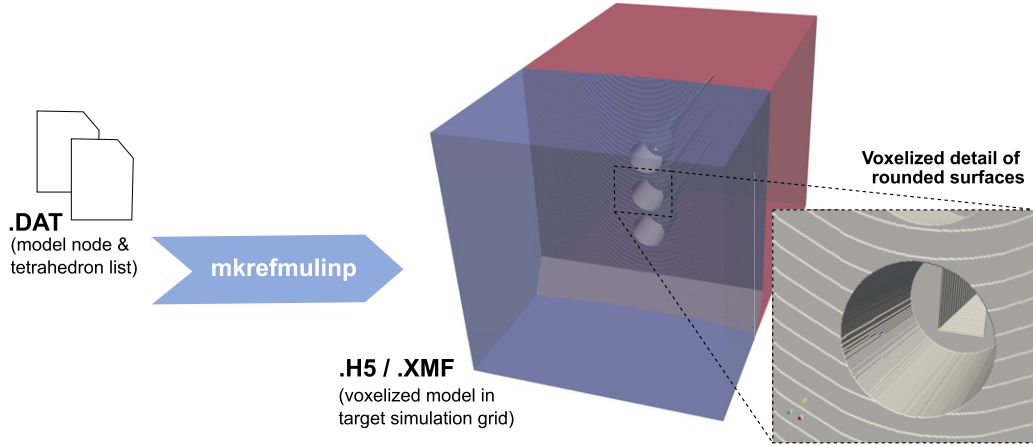 .DAT
(model node &
tetrahedron list)
mkrefmulinp
.H5 / .XMF
(voxelized model in
target simulation grid)
Voxelized detail of
rounded surfaces